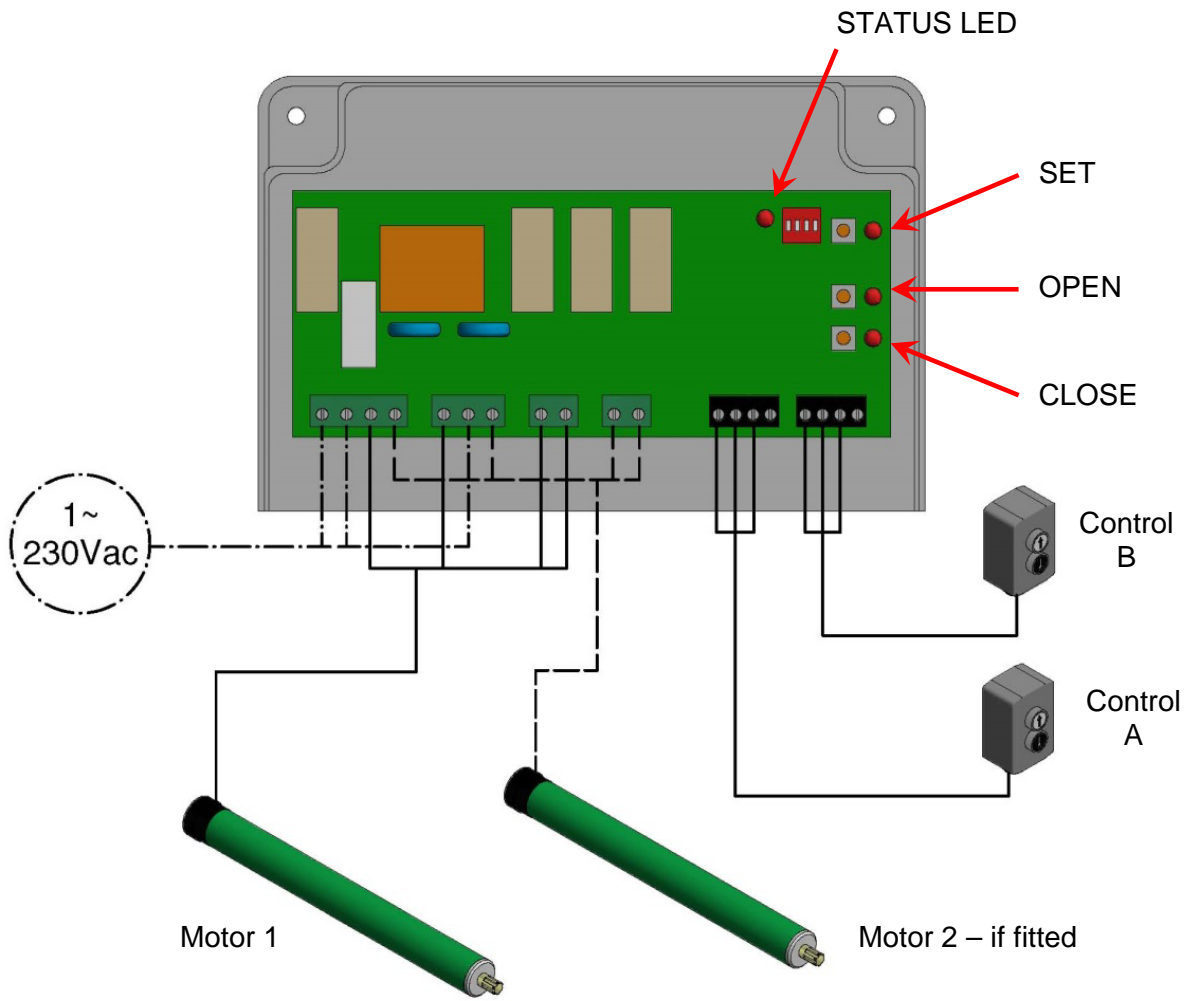 STATUS LED
SET
OPEN
CLOSE
1~
230Vac
Control
B
Control
A
Motor 1
Motor 2 – if fitted